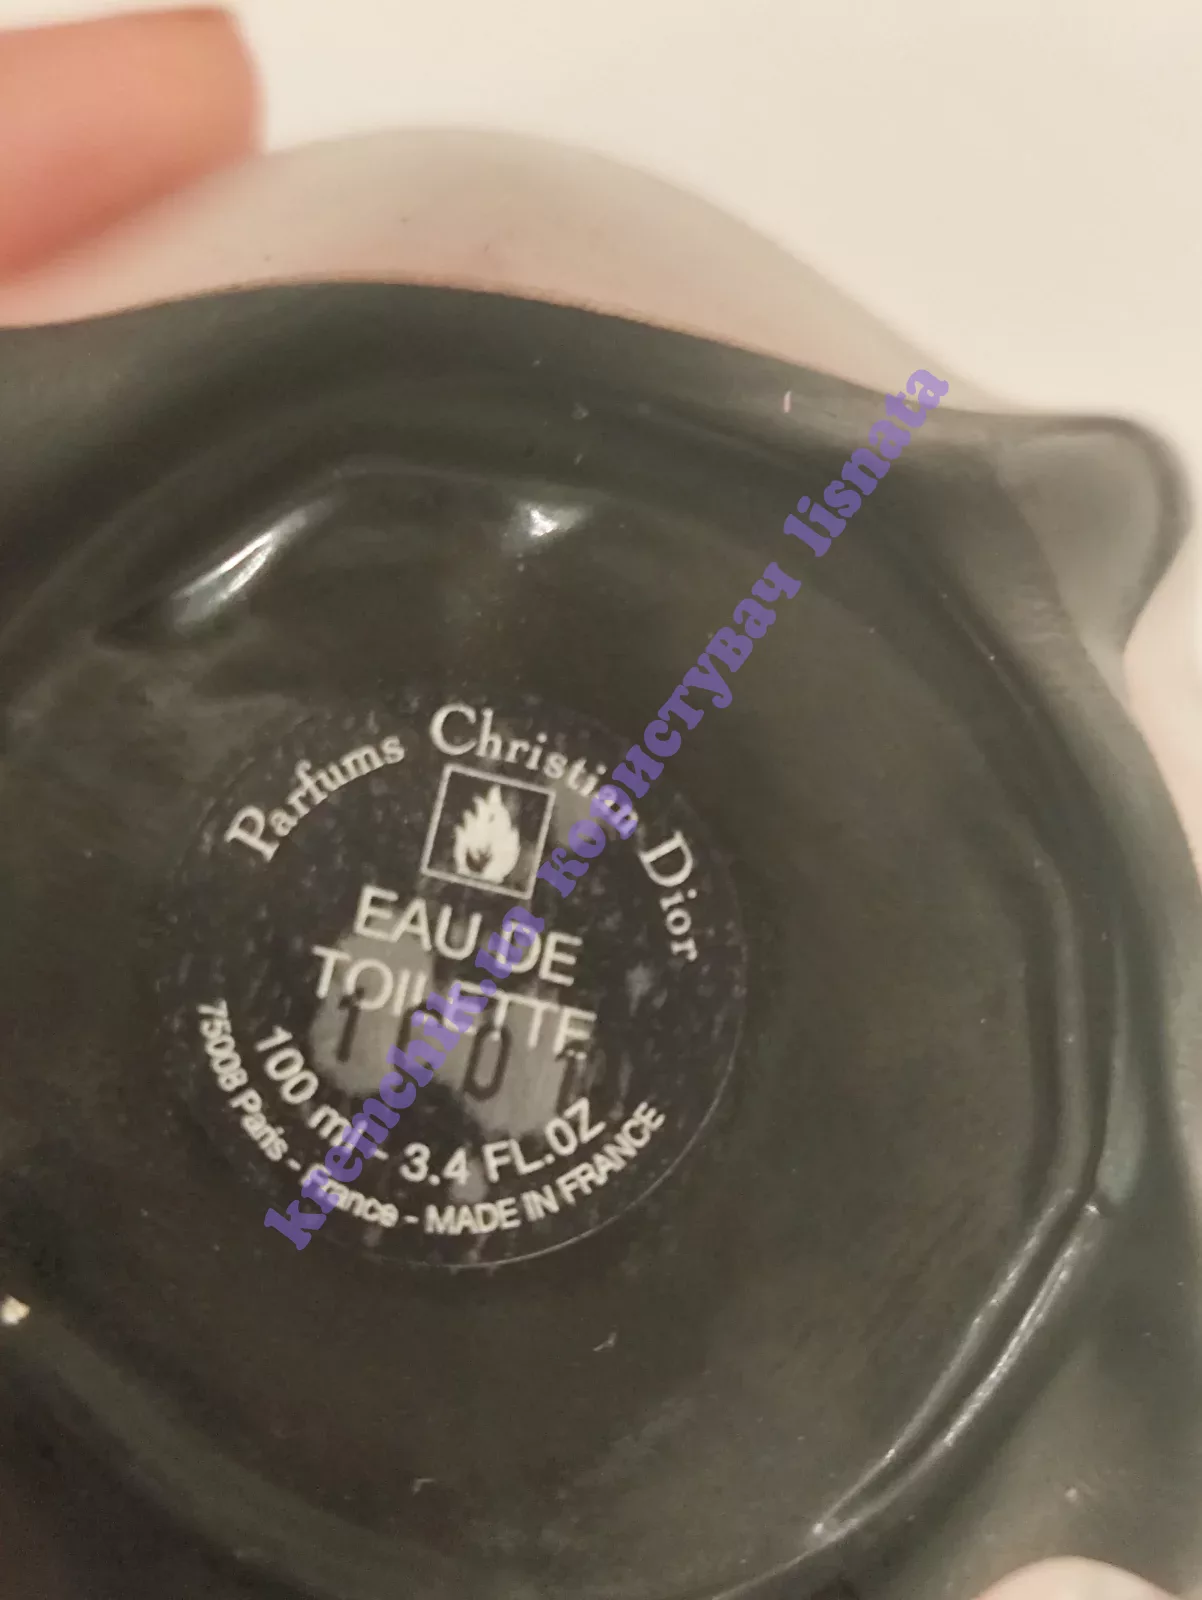 Parfums Christian Dior
EAU DE
TOILETTE
100 ml - 3.4 FL.OZ
75008 Paris - France - MADE IN FRANCE
kremchik.ua користувач lisnata